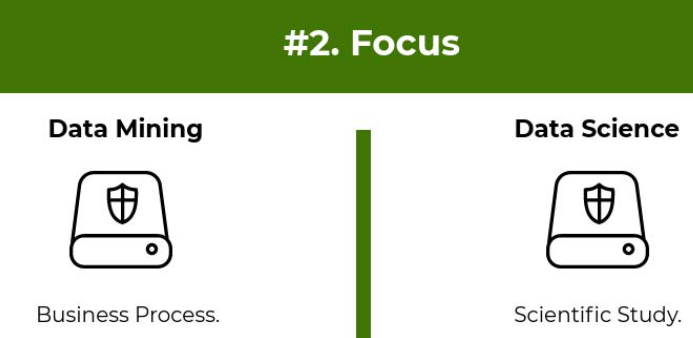 #2. Focus
Data Mining
Data Science
Business Process.
Scientific Study.